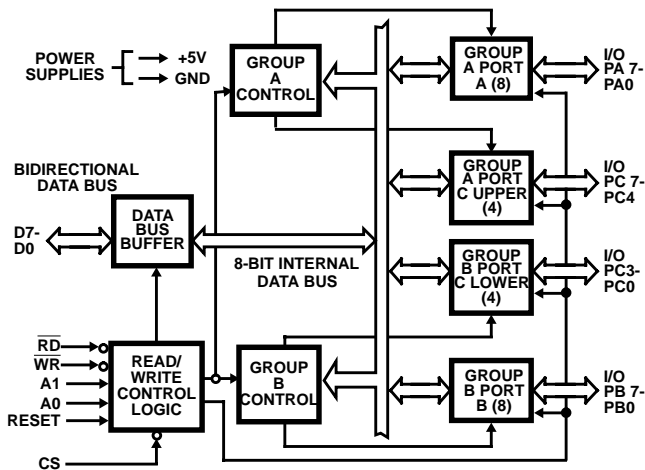 POWER
SUPPLIES
+5V
GND
GROUP
A
CONTROL
GROUP
A PORT
A (8)
I/O
PA 7-
PA0
BIDIRECTIONAL
DATA BUS
D7-
D0
DATA
BUS
BUFFER
8-BIT INTERNAL
DATA BUS
GROUP
A PORT
C UPPER
(4)
I/O
PC 7-
PC4
GROUP
B PORT
C LOWER
(4)
I/O
PC3-
PC0
RD
WR
A1
A0
RESET
CS
READ/
WRITE
CONTROL
LOGIC
GROUP
B
CONTROL
GROUP
B PORT
B (8)
I/O
PB 7-
PB0